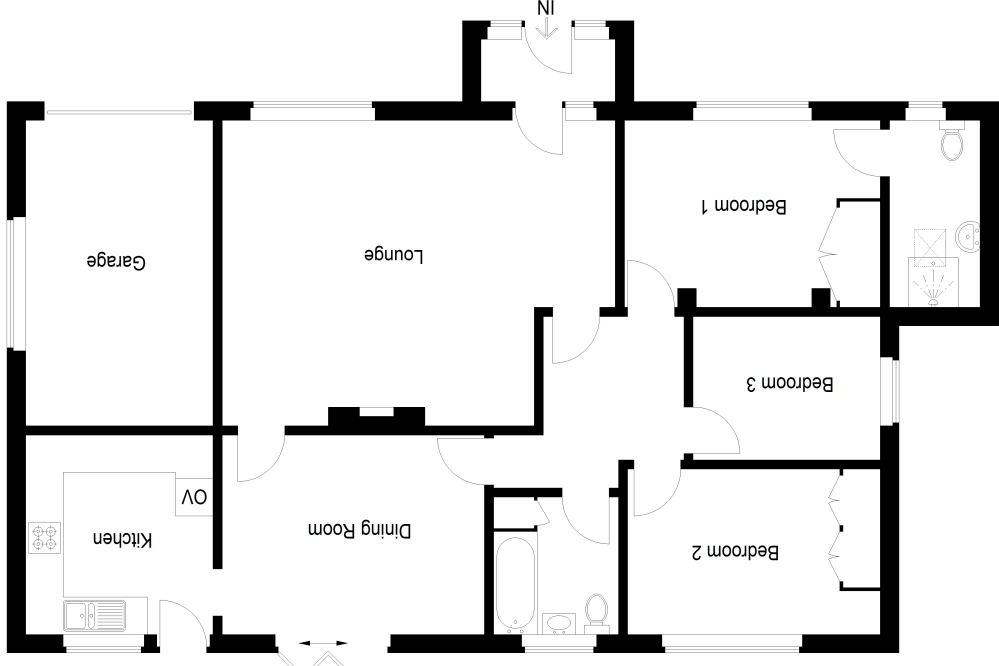 IN
Bedroom 1
Lounge
Garage
Bedroom 3
OV
Kitchen
Dining Room
Bedroom 2